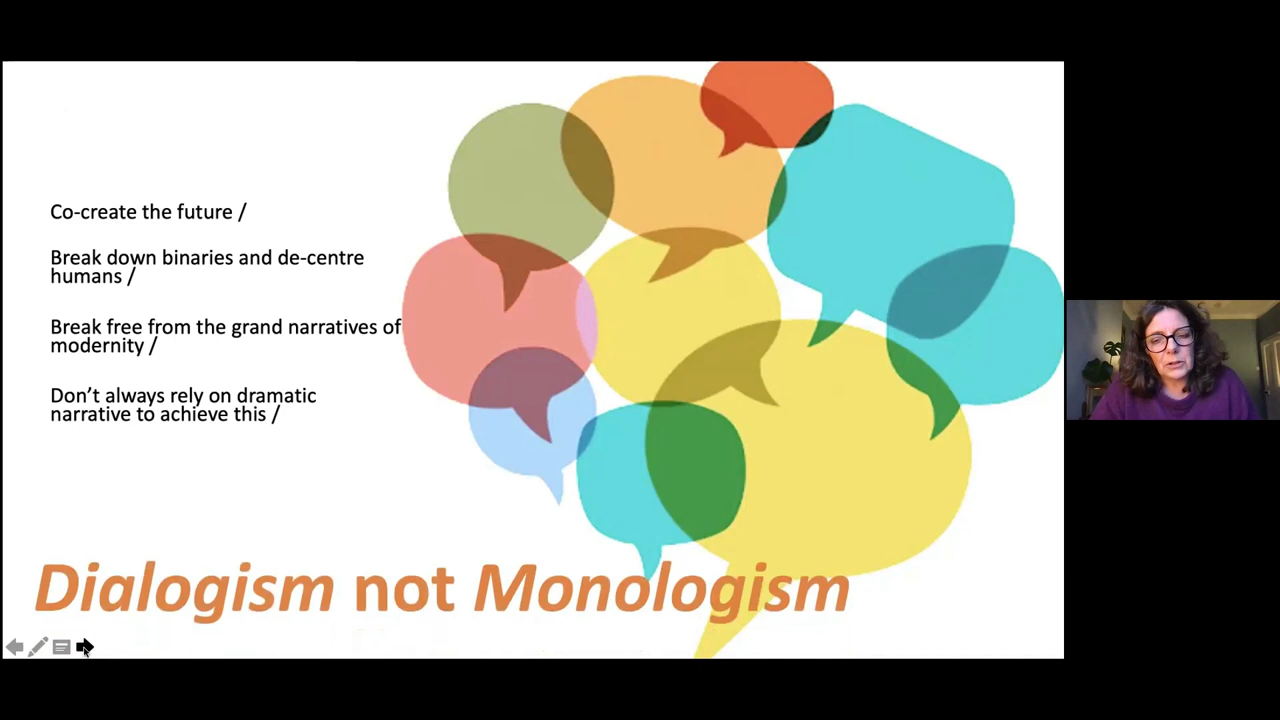 Co-create the future /
Break down binaries and de-centre
humans /
Break free from the grand narratives of
modernity /
Don’t always rely on dramatic
narrative to achieve this /
Dialogism not Monologism